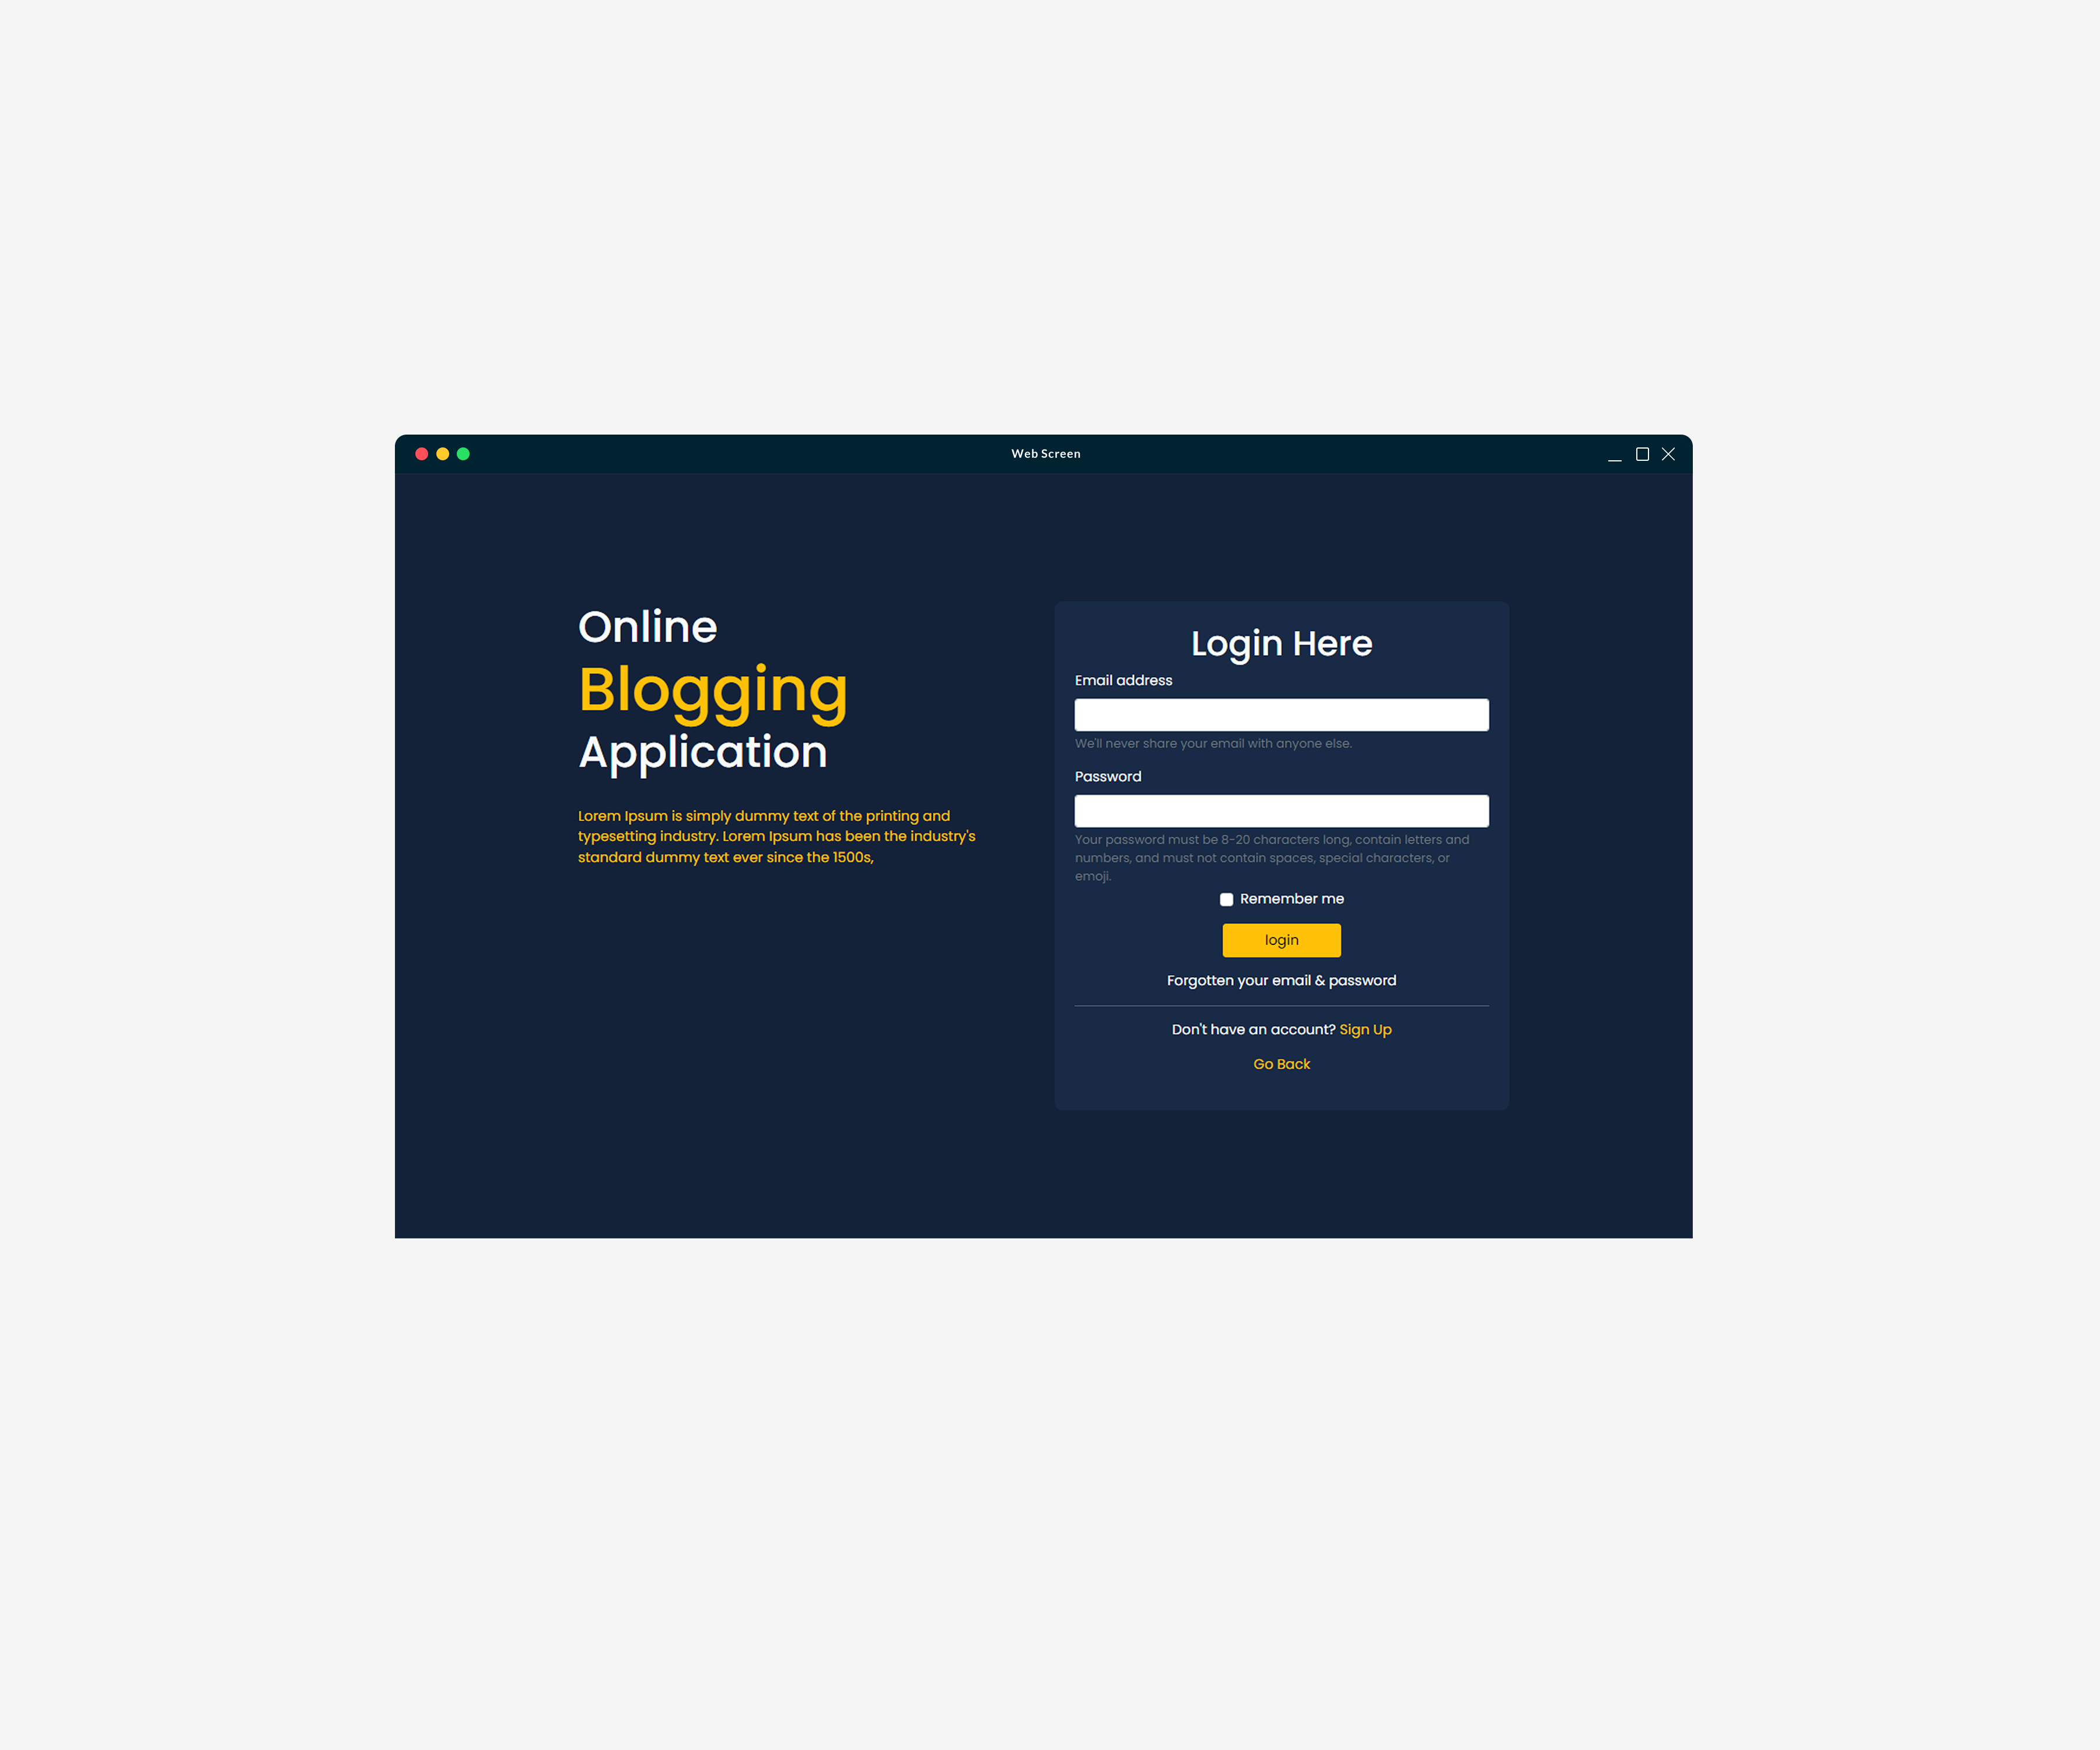 Web Screen
Online
Blogging
Application
Lorem Ipsum is simply dummy text of the printing and
typesetting industry. Lorem Ipsum has been the industry's
standard dummy text ever since the 1500s,
Login Here
Email address
We'll never share your email with anyone else.
Password
Your password must be 8-20 characters long, contain letters and
numbers, and must not contain spaces, special characters, or
emoji.
Remember me
login
Forgotten your email & password
Don't have an account? Sign Up
Go Back